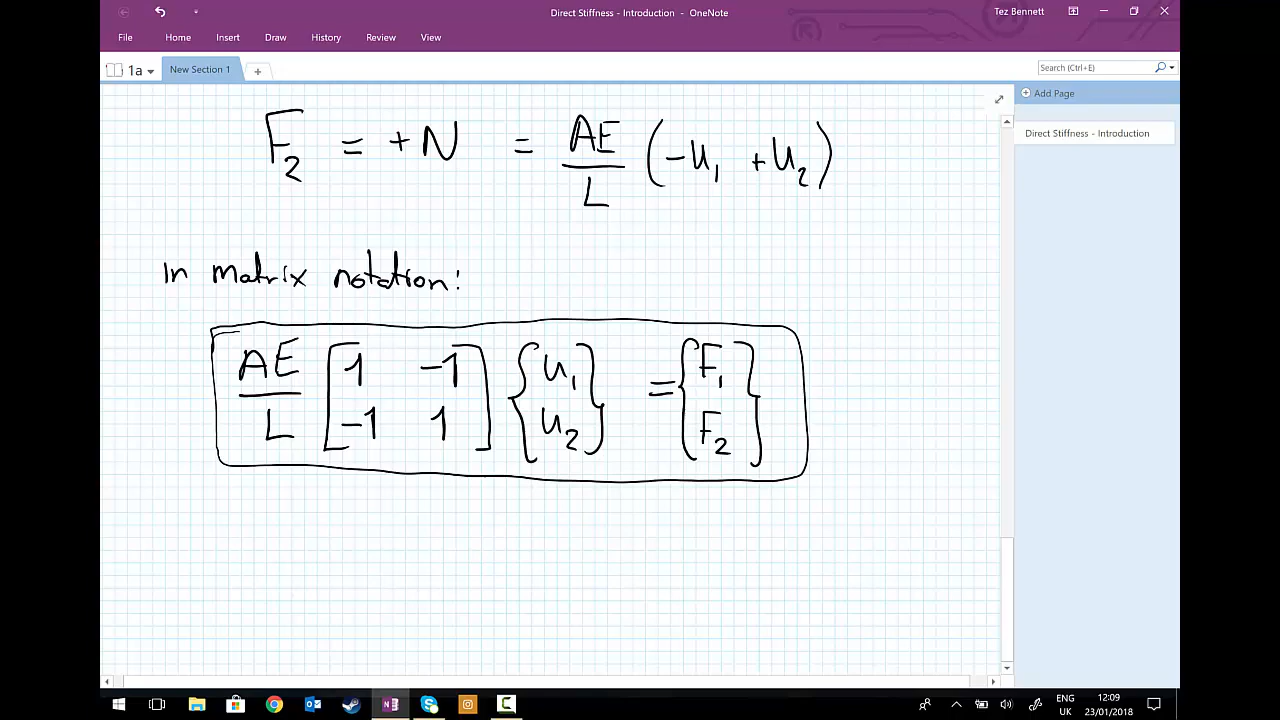 Direct Stiffness - Introduction - OneNote
Tez Bennett
File Home Insert Draw History Review View
1a New Section 1 +
Search (Ctrl+E)
Add Page
Direct Stiffness - Introduction
F₂ = +N = AE/L (-u₁ + u₂)
In matrix notation:
AE/L [1 -1; -1 1] {u₁; u₂} = {F₁; F₂}
ENG 12:09
UK 23/01/2018